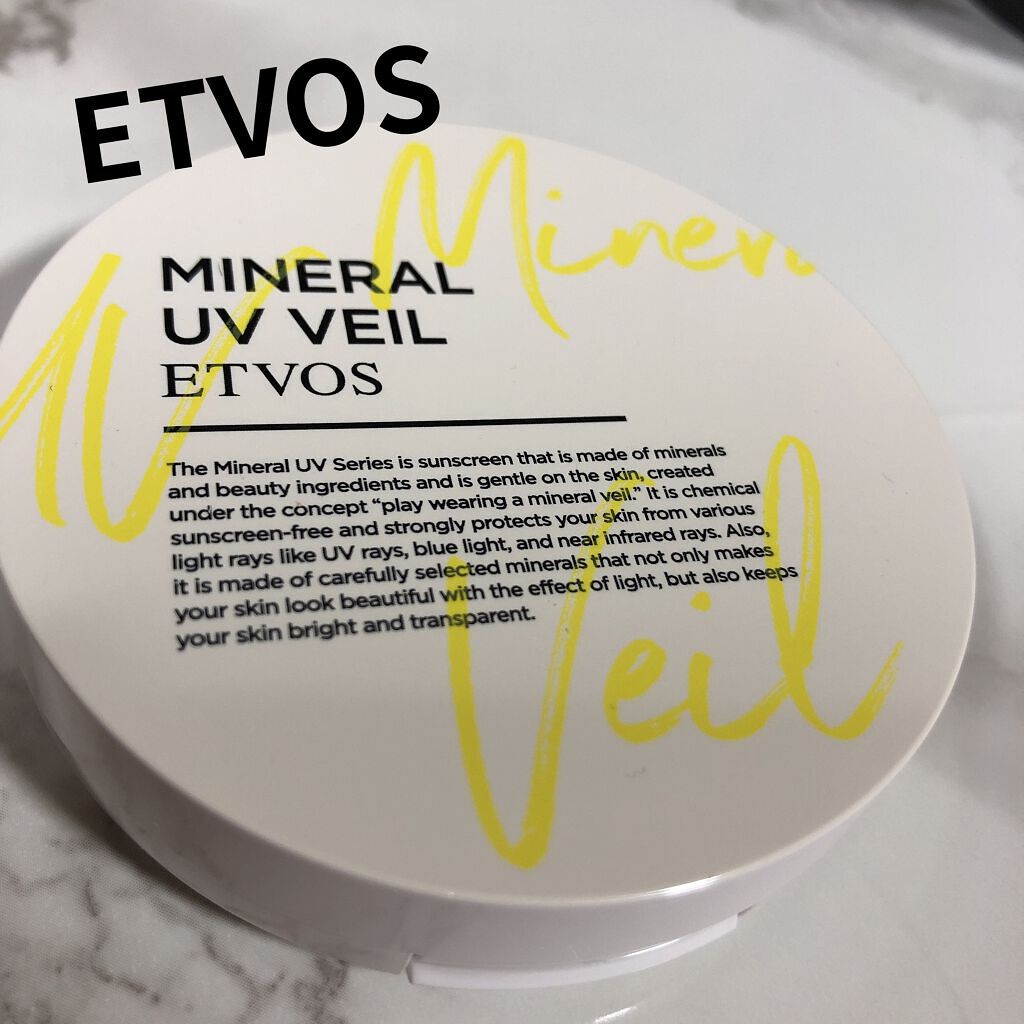 ETVOS
Mineral
UV
MINERAL
UV VEIL
ETVOS
The Mineral UV Series is sunscreen that is made of minerals
and beauty ingredients and is gentle on the skin, created
under the concept “play wearing a mineral veil.” It is chemical
sunscreen-free and strongly protects your skin from various
light rays like UV rays, blue light, and near infrared rays. Also,
it is made of carefully selected minerals that not only makes
your skin look beautiful with the effect of light, but also keeps
your skin bright and transparent.
Veil